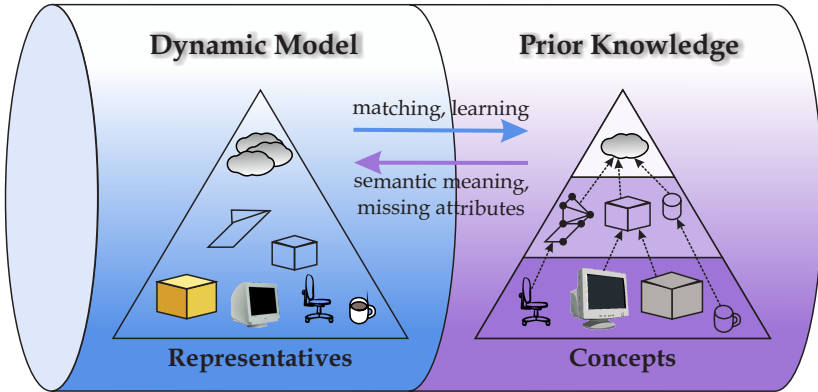 Dynamic Model
Prior Knowledge
matching, learning
semantic meaning,
missing attributes
Representatives
Concepts